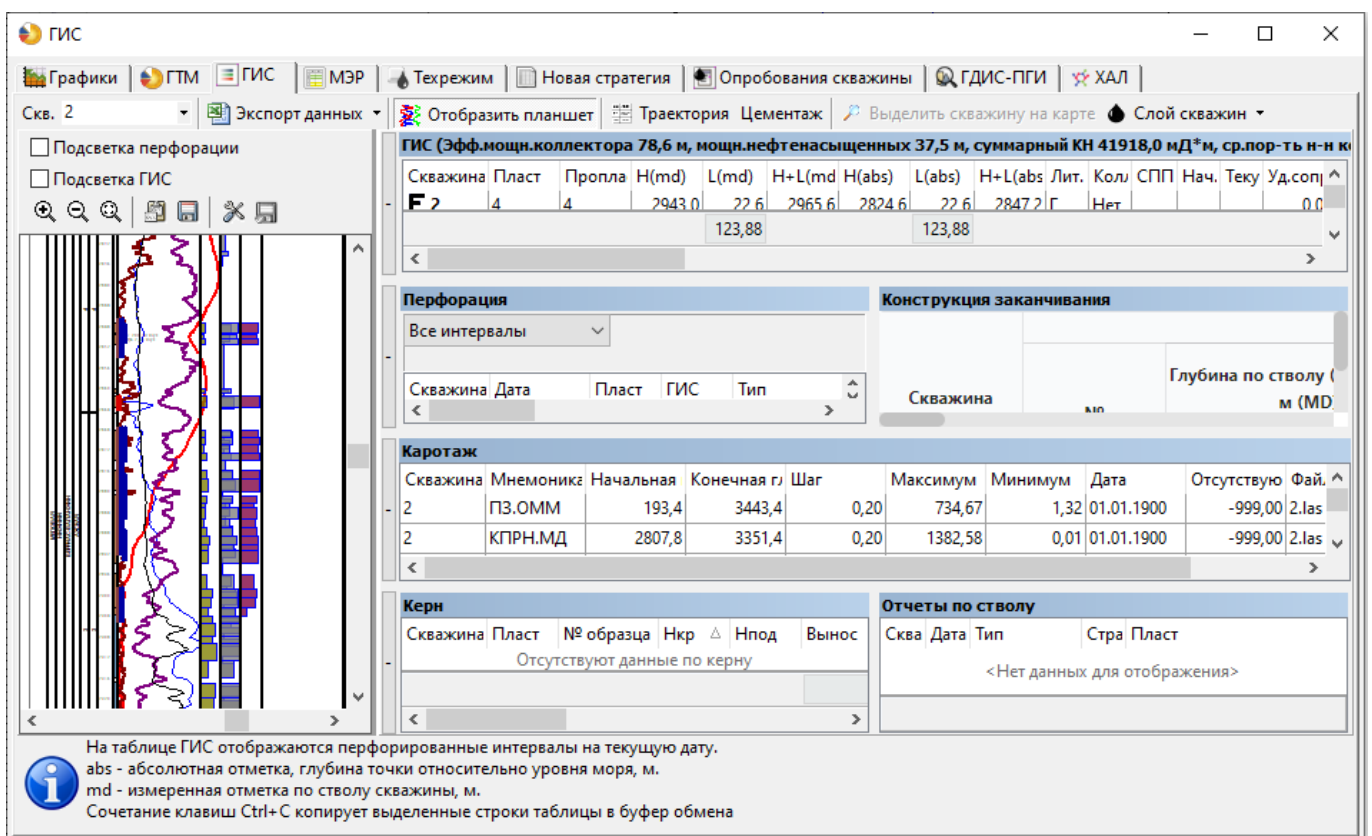 ГИС
Графики ГТМ ГИС МЭР Техрежим Новая стратегия Опробования скважины ГДИС-ПГИ ХАЛ
Скв. 2 Экспорт данных Отобразить планшет Траектория Цементаж Выделить скважину на карте Слой скважин
Подсветка перфорации
Подсветка ГИС
ГИС (Эфф.мощн.коллектора 78,6 м, мощн.нефтенасыщенных 37,5 м, суммарный КН 41918,0 мД*м, ср.пор-ть н-н к
Скважина Пласт Пропла H(md) L(md) H+L(md H(abs) L(abs) H+L(abs Лит. Кол СПП Нач. Теку Уд.соп
2 4 4 2943,0 22,6 2965,6 2824,6 22,6 2847,2 Г Нет 0,0
123,88 123,88
Перфорация
Все интервалы
Скважина Дата Пласт ГИС Тип
Конструкция заканчивания
Глубина по стволу (
м (MD)
Скважина №
Каротаж
Скважина Мнемоника Начальная Конечная г Шаг Максимум Минимум Дата Отсутствую Фай
2 ПЗ.ОММ 193,4 3443,4 0,20 734,67 1,32 01.01.1900 -999,00 2.las
2 КПРН.МД 2807,8 3351,4 0,20 1382,58 0,01 01.01.1900 -999,00 2.las
Керн
Скважина Пласт № образца Нкр Нпод Вынос
Отсутствуют данные по керну
Отчеты по стволу
Сква Дата Тип Стра Пласт
<Нет данных для отображения>
На таблице ГИС отображаются перфорированные интервалы на текущую дату.
abs - абсолютная отметка, глубина точки относительно уровня моря, м.
md - измеренная отметка по стволу скважины, м.
Сочетание клавиш Ctrl+C копирует выделенные строки таблицы в буфер обмена